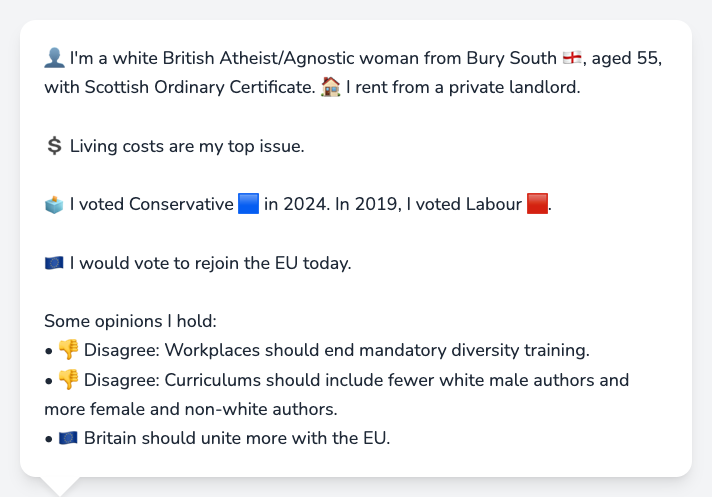 👤 I'm a white British Atheist/Agnostic woman from Bury South 🏴󠁧󠁢󠁥󠁮󠁧󠁿, aged 55,
with Scottish Ordinary Certificate. 🏠 I rent from a private landlord.
💲 Living costs are my top issue.
🗳️ I voted Conservative 🟦 in 2024. In 2019, I voted Labour 🟥.
🇪🇺 I would vote to rejoin the EU today.
Some opinions I hold:
• 👎 Disagree: Workplaces should end mandatory diversity training.
• 👎 Disagree: Curriculums should include fewer white male authors and
more female and non-white authors.
• 🇪🇺 Britain should unite more with the EU.